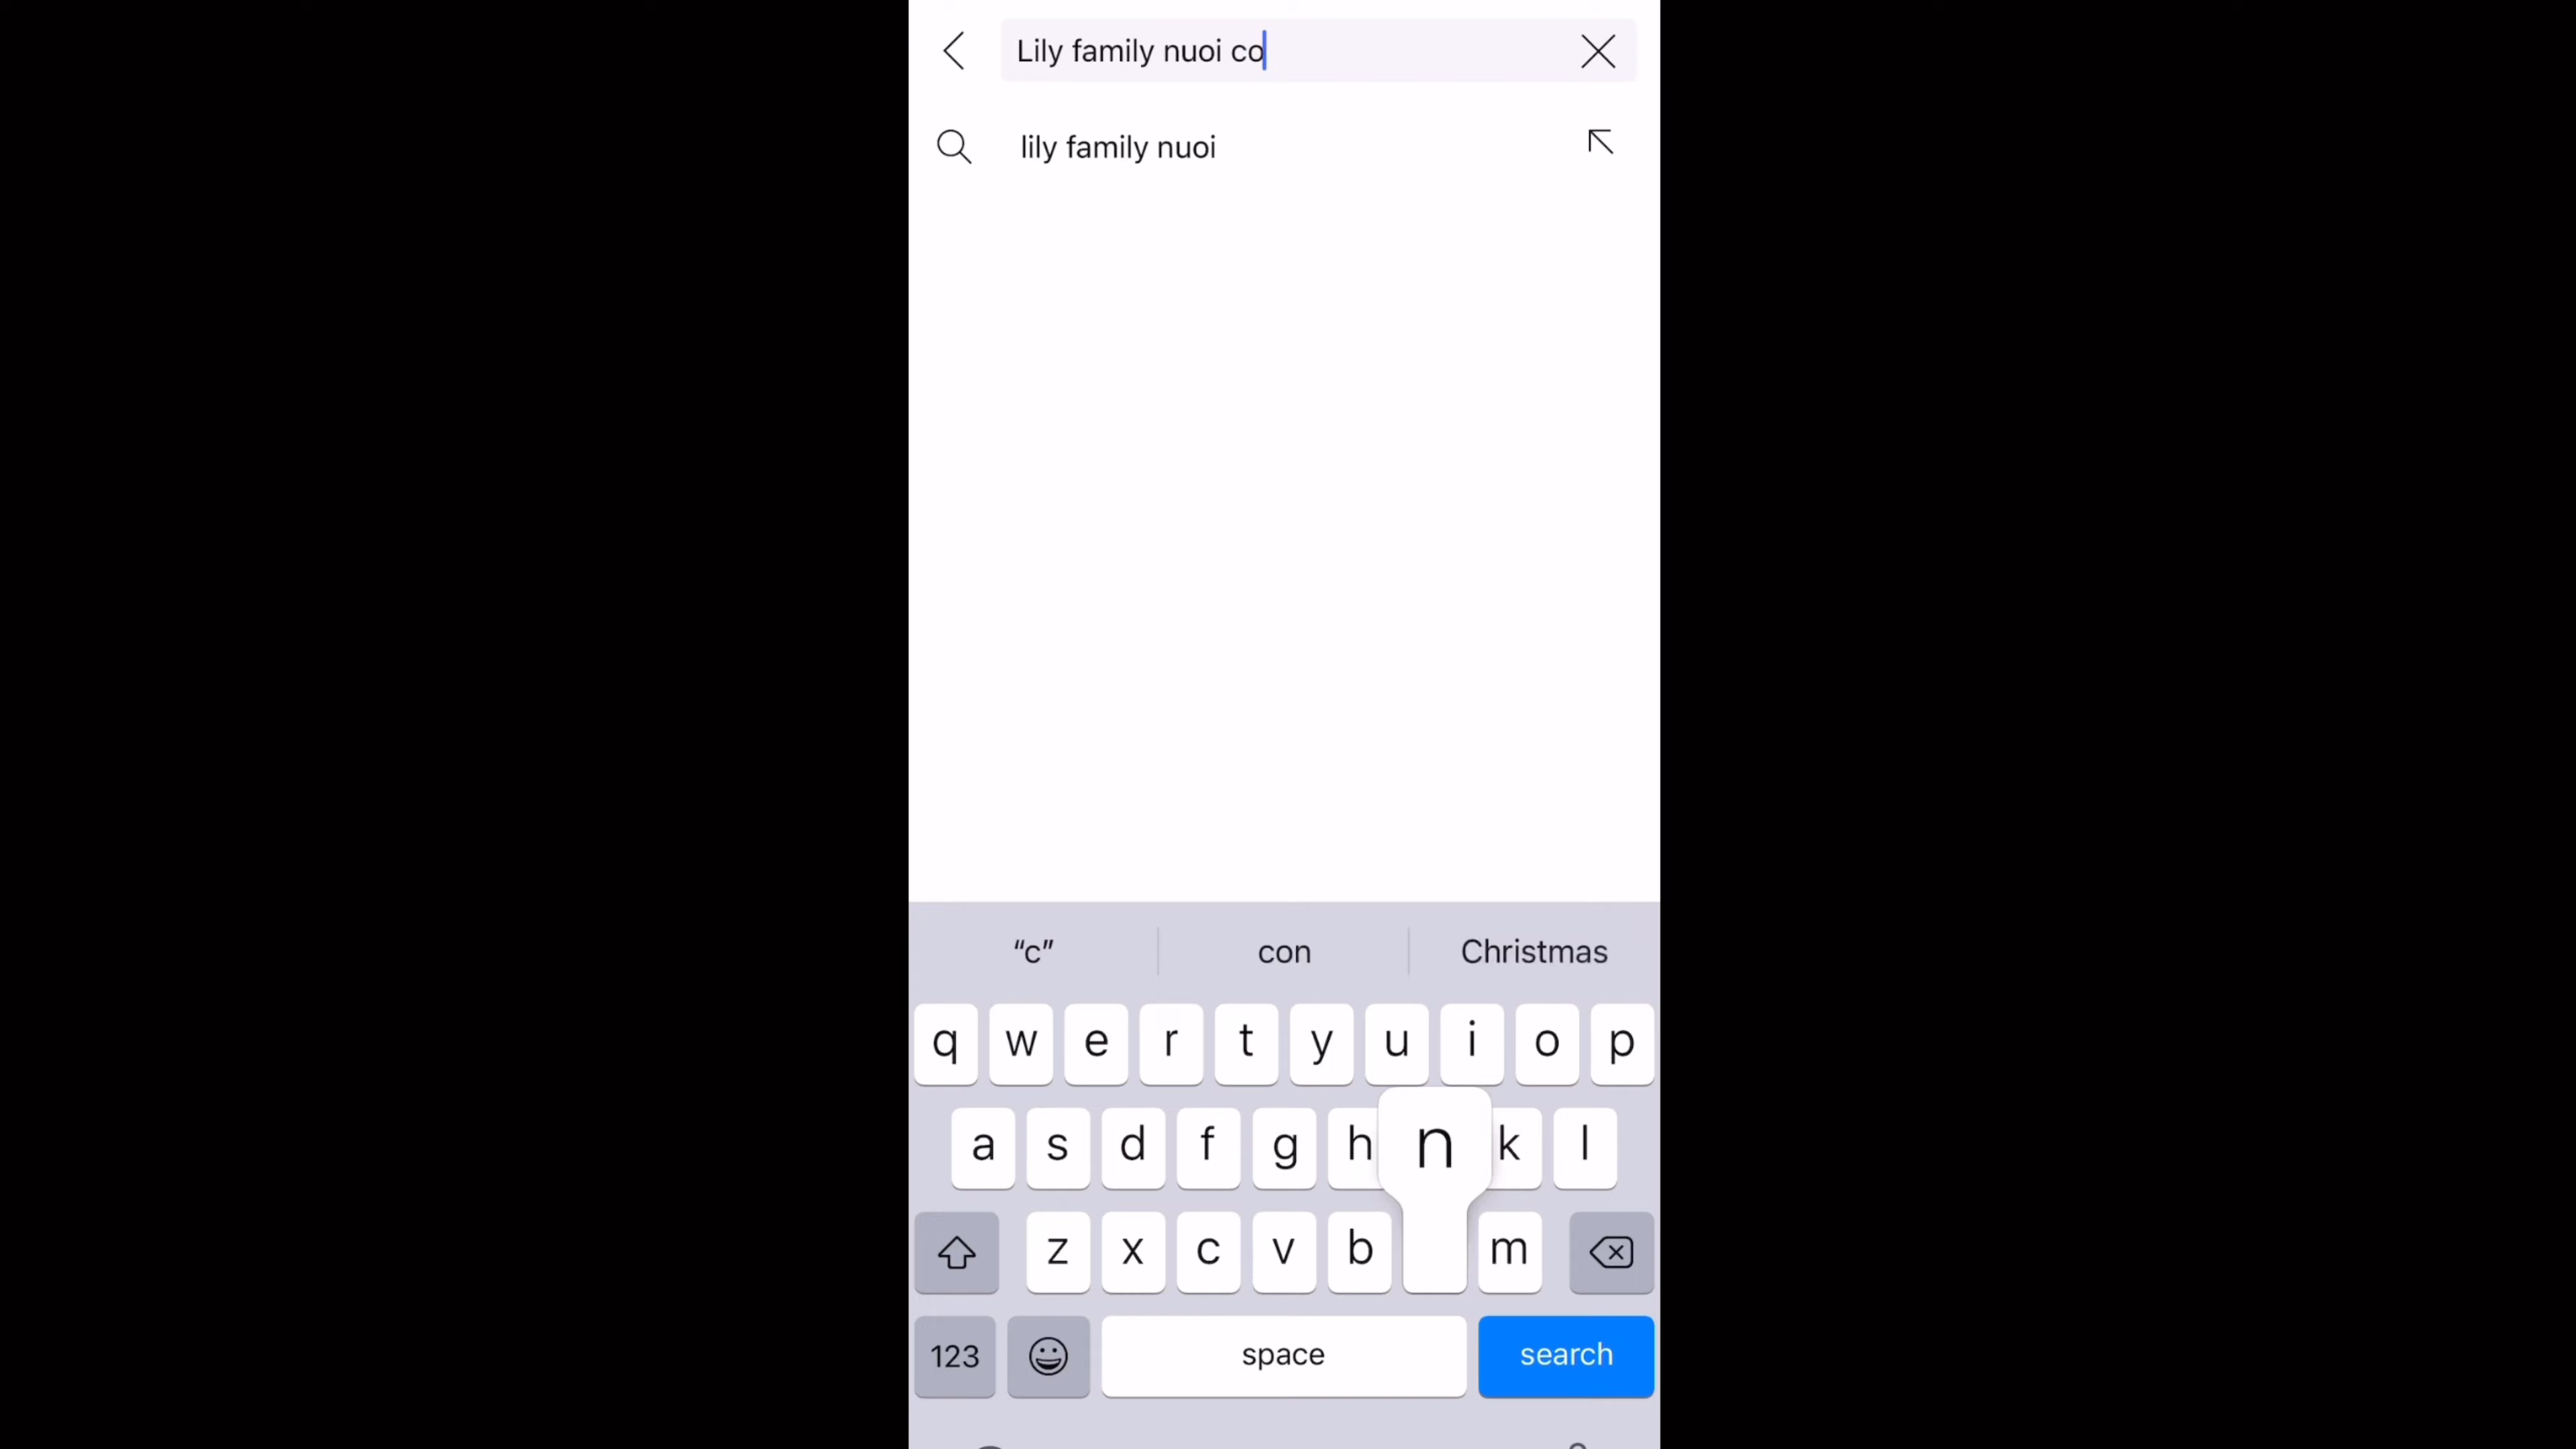 Lily family nuoi co
lily family nuoi
“c” con Christmas
q w e r t y u i o p
a s d f g h n k l
z x c v b m
123 space search